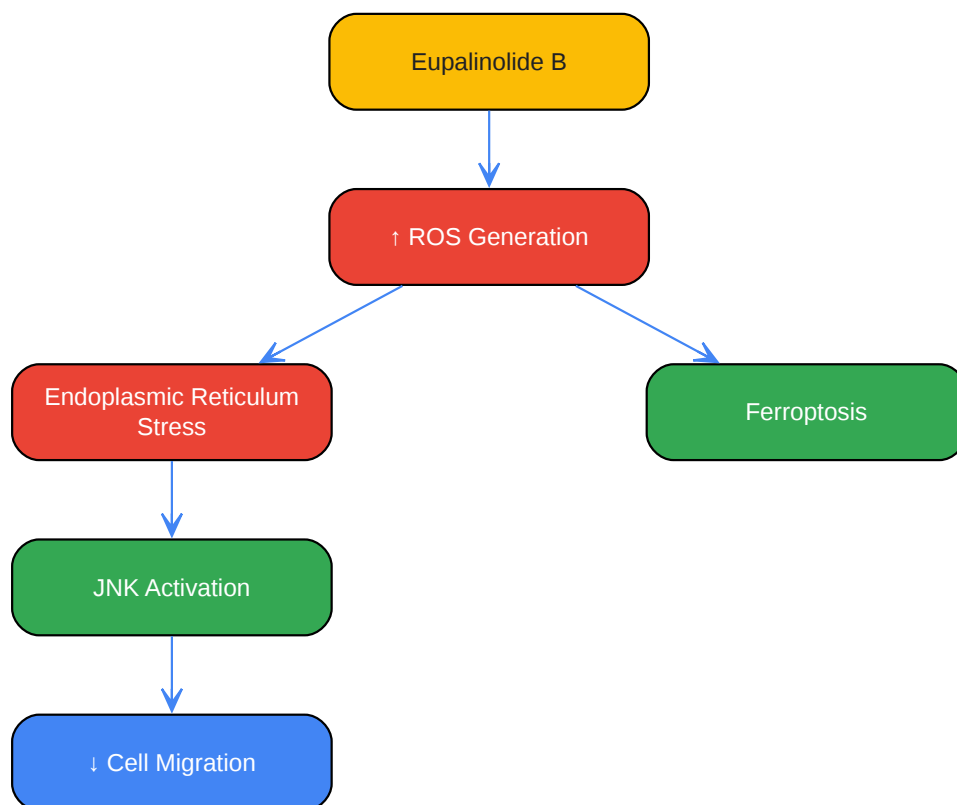 Eupalinolide B
↑ ROS Generation
Endoplasmic Reticulum
Stress
Ferroptosis
JNK Activation
↓ Cell Migration